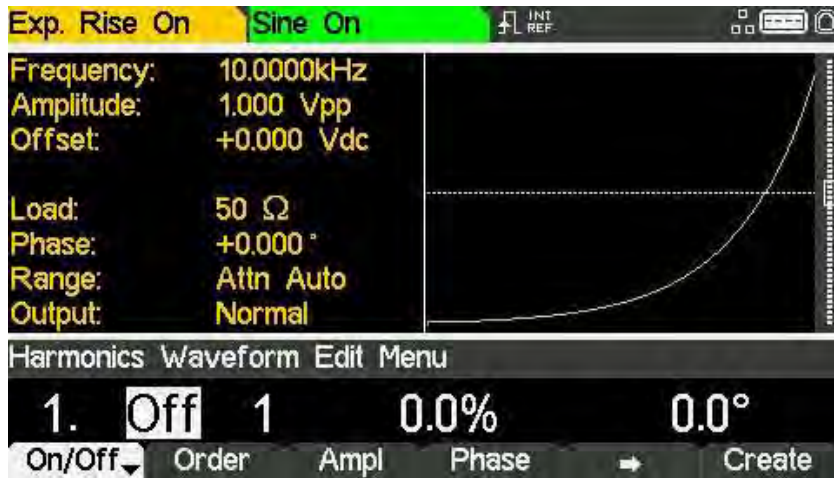 Exp. Rise On Sine On INT REF
Frequency: 10.0000kHz
Amplitude: 1.000 Vpp
Offset: +0.000 Vdc
Load: 50 Ω
Phase: +0.000°
Range: Attn Auto
Output: Normal
Harmonics Waveform Edit Menu
1. Off 1 0.0% 0.0°
On/Off Order Ampl Phase ➡ Create